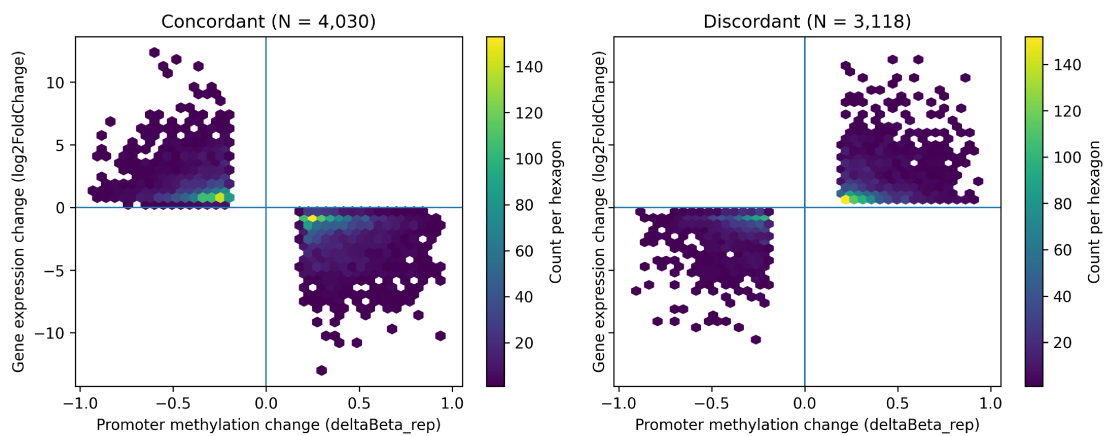 Concordant (N = 4,030)
Gene expression change (log2FoldChange)
10
5
0
−5
−10
−1.0 −0.5 0.0 0.5 1.0
Promoter methylation change (deltaBeta_rep)
140
120
100
80
60
40
20
Count per hexagon
Discordant (N = 3,118)
Gene expression change (log2FoldChange)
−1.0 −0.5 0.0 0.5 1.0
Promoter methylation change (deltaBeta_rep)
140
120
100
80
60
40
20
Count per hexagon